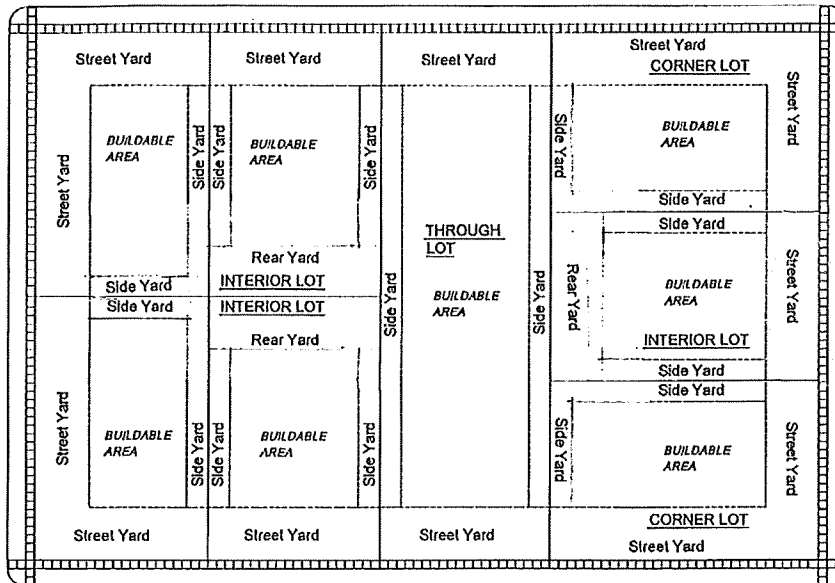 Street Yard
Street Yard
Street Yard
Street Yard
CORNER LOT
Street Yard
Street Yard
BUILDABLE
AREA
Side Yard
Side Yard
BUILDABLE
AREA
Side Yard
Side Yard
BUILDABLE
AREA
Side Yard
Side Yard
Rear Yard
INTERIOR LOT
THROUGH
LOT
BUILDABLE
AREA
Side Yard
Side Yard
Side Yard
Rear Yard
BUILDABLE
AREA
INTERIOR LOT
Street Yard
Side Yard
Side Yard
INTERIOR LOT
Rear Yard
Street Yard
BUILDABLE
AREA
Side Yard
Side Yard
BUILDABLE
AREA
Side Yard
Side Yard
Side Yard
BUILDABLE
AREA
Street Yard
CORNER LOT
Street Yard
Street Yard
Street Yard
Street Yard